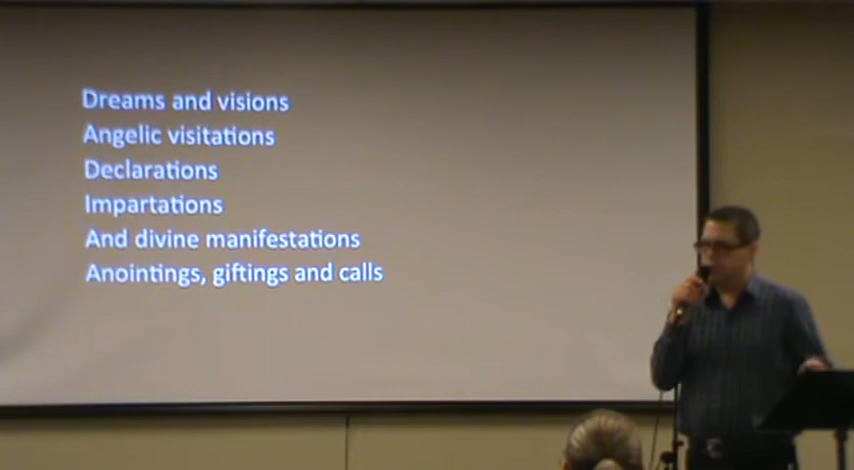 Dreams and visions
Angelic visitations
Declarations
Impartations
And divine manifestations
Anointings, giftings and calls